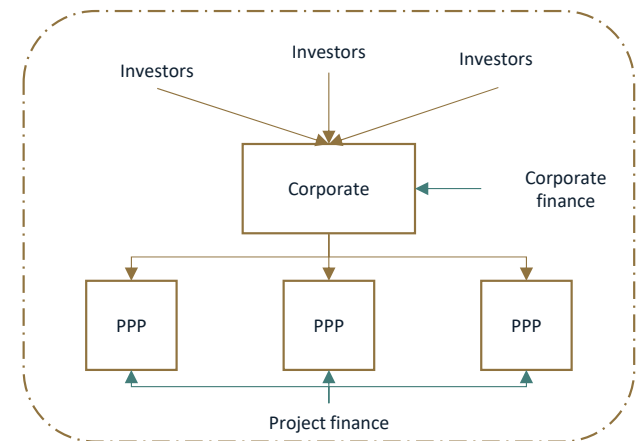 Investors
Investors
Investors
Corporate
Corporate
finance
PPP
PPP
PPP
Project finance